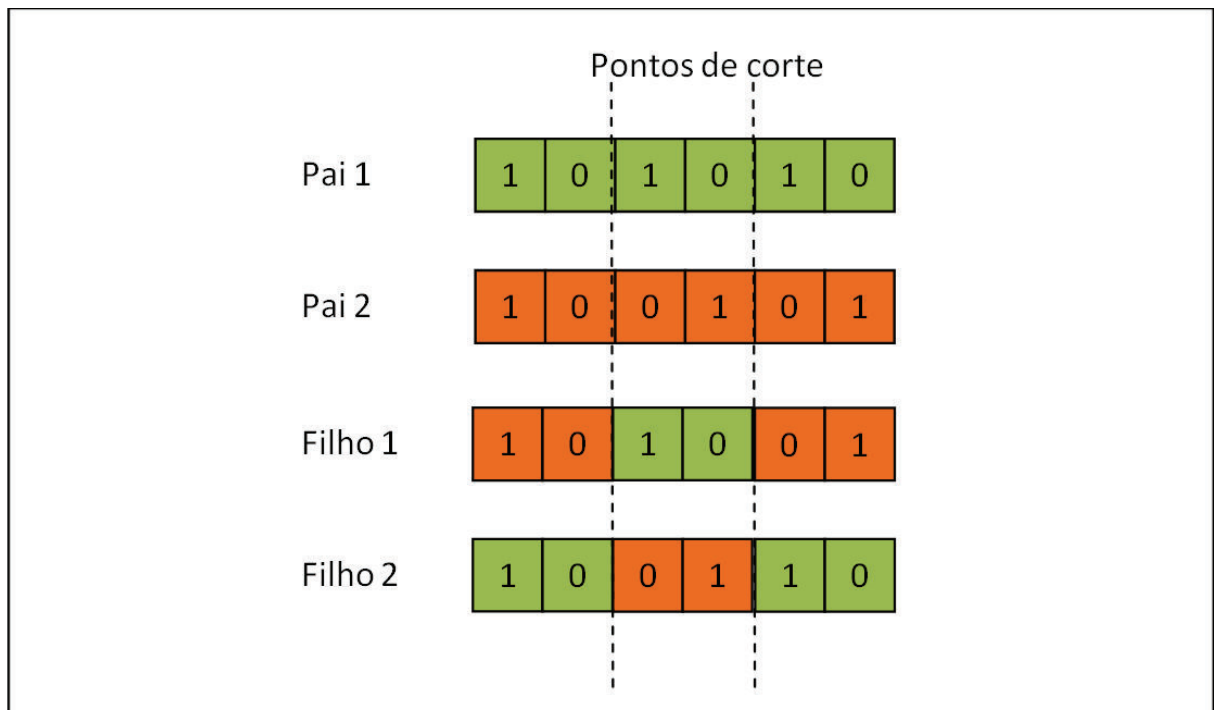 Pontos de corte
Pai 1 1 0 1 0 1 0
Pai 2 1 0 0 1 0 1
Filho 1 1 0 1 0 0 1
Filho 2 1 0 0 1 1 0